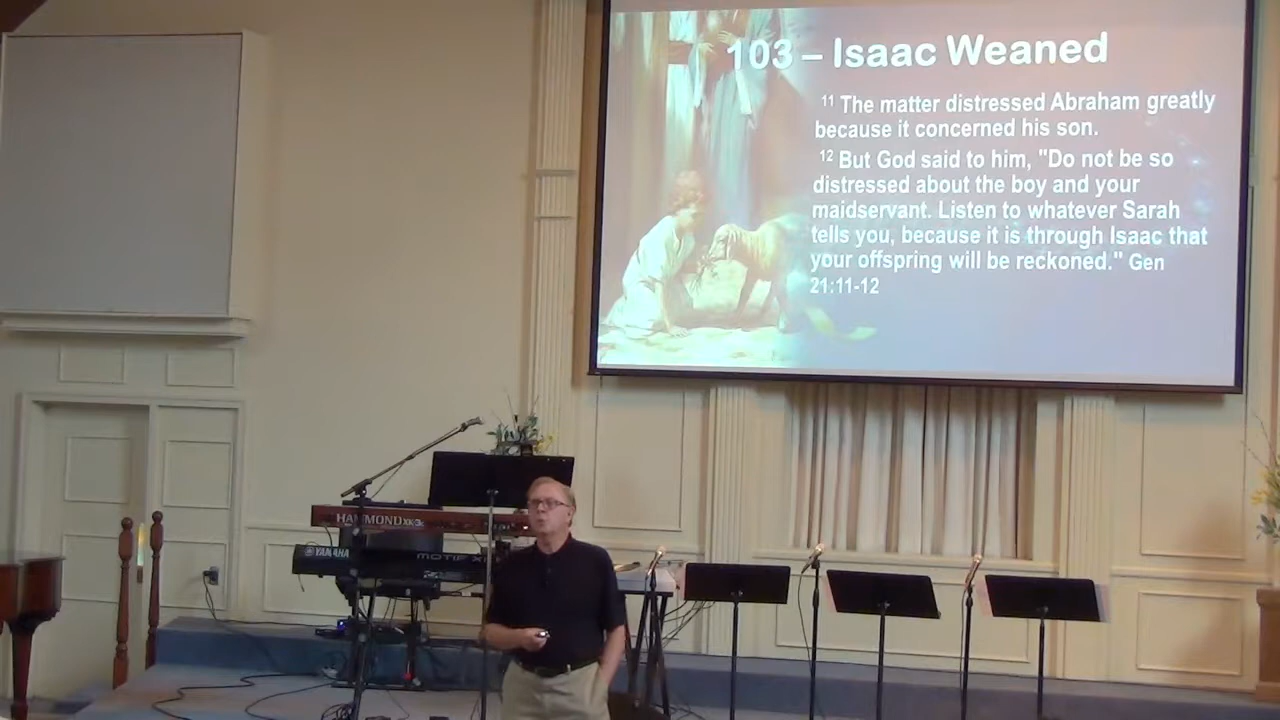 103 – Isaac Weaned
11 The matter distressed Abraham greatly
because it concerned his son.
12 But God said to him, "Do not be so
distressed about the boy and your
maidservant. Listen to whatever Sarah
tells you, because it is through Isaac that
your offspring will be reckoned." Gen
21:11-12
HAMMOND XK-3c
YAMAHA
MOTIF